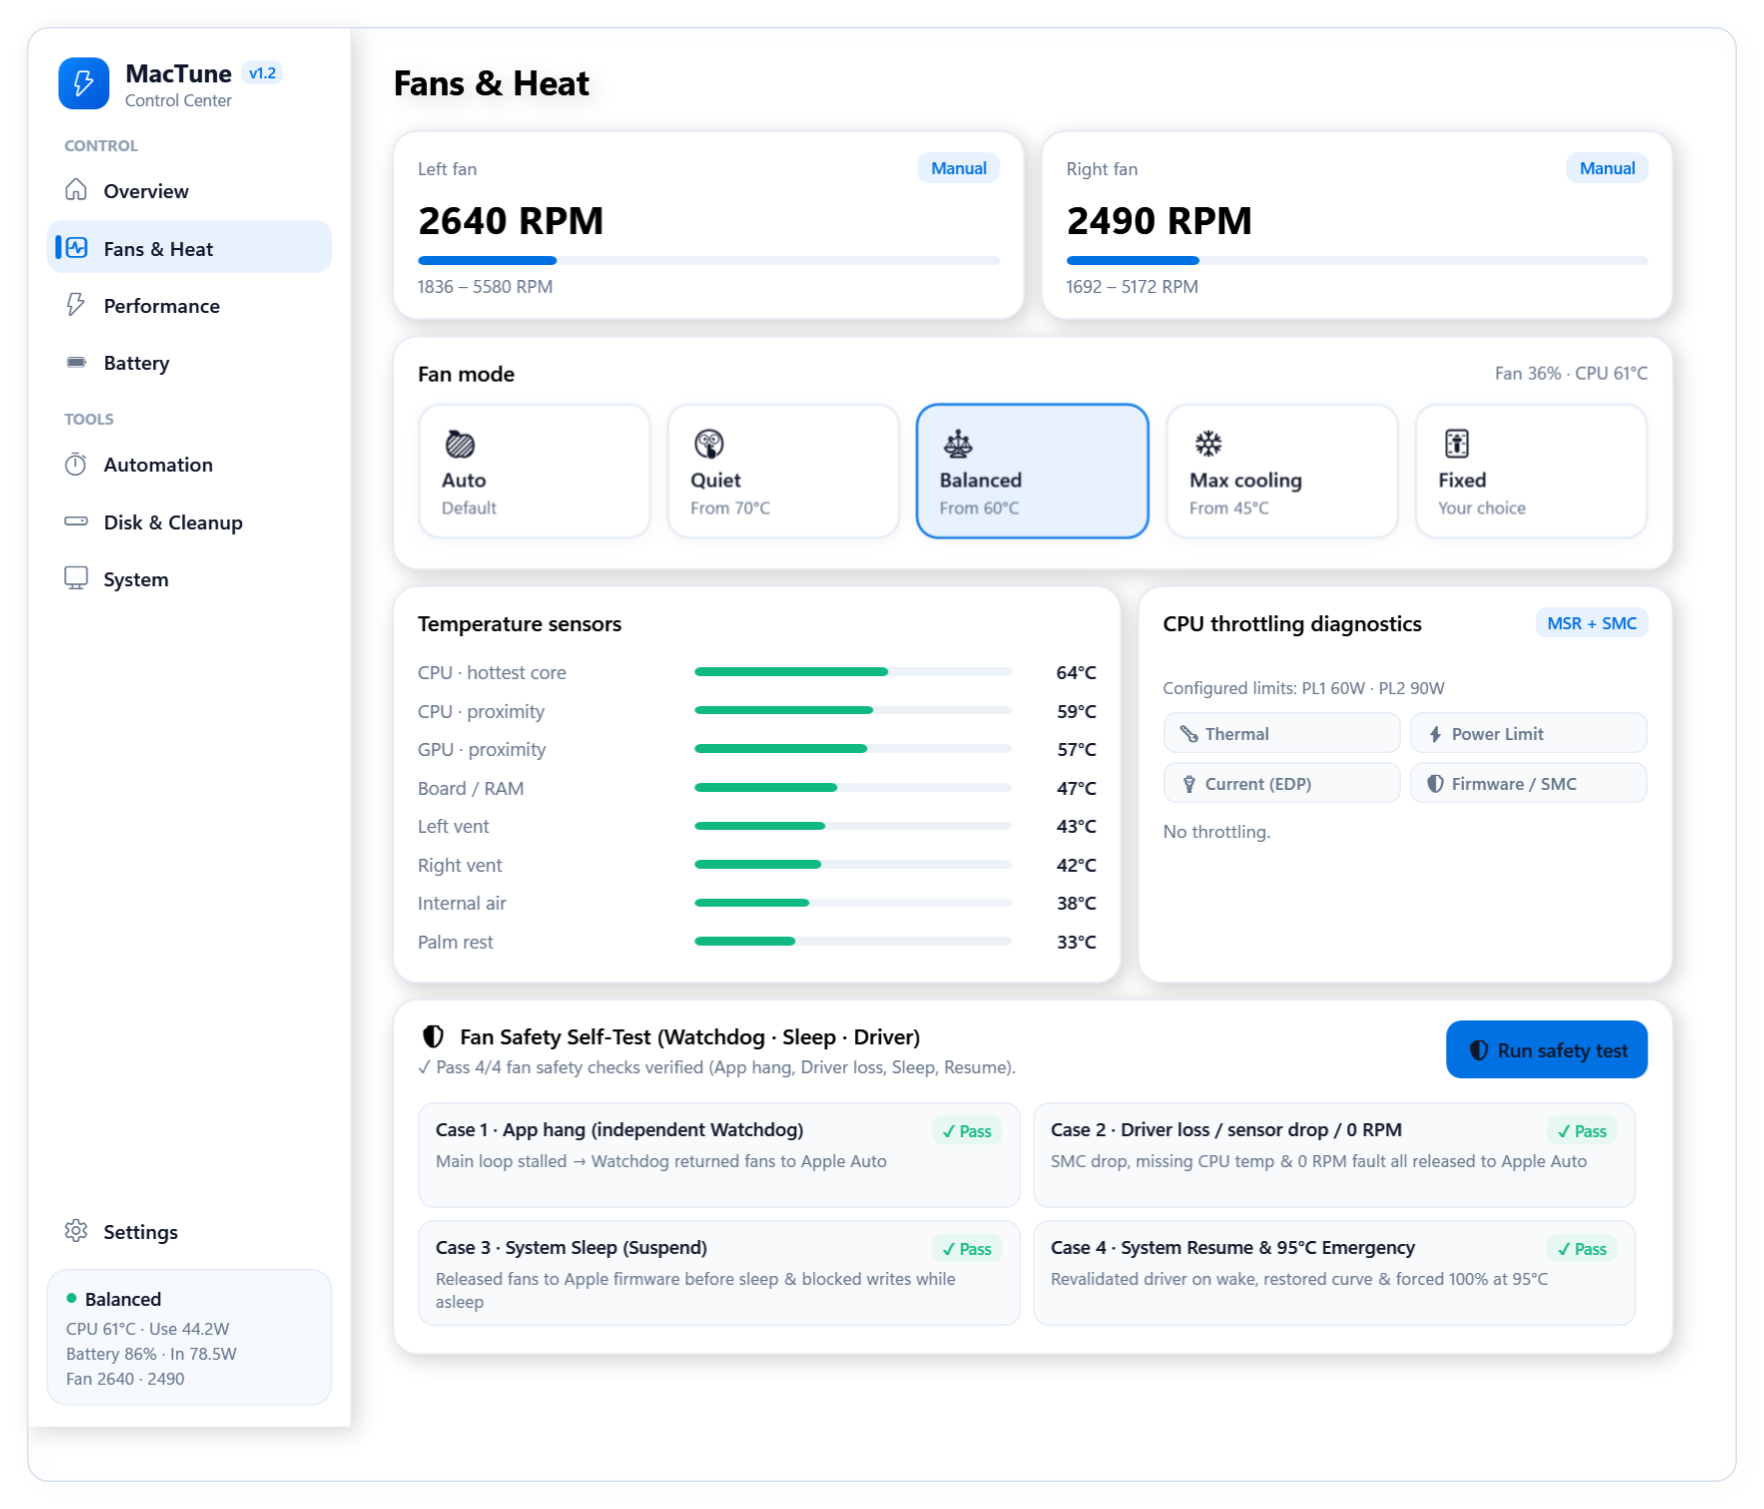 MacTune v1.2
Control Center
CONTROL
Overview
Fans & Heat
Performance
Battery
TOOLS
Automation
Disk & Cleanup
System
Settings
Balanced
CPU 61°C · Use 44.2W
Battery 86% · In 78.5W
Fan 2640 · 2490
Fans & Heat
Left fan Manual
2640 RPM
1836 – 5580 RPM
Right fan Manual
2490 RPM
1692 – 5172 RPM
Fan mode Fan 36% · CPU 61°C
Auto
Default
Quiet
From 70°C
Balanced
From 60°C
Max cooling
From 45°C
Fixed
Your choice
Temperature sensors
CPU · hottest core 64°C
CPU · proximity 59°C
GPU · proximity 57°C
Board / RAM 47°C
Left vent 43°C
Right vent 42°C
Internal air 38°C
Palm rest 33°C
CPU throttling diagnostics MSR + SMC
Configured limits: PL1 60W · PL2 90W
Thermal
Power Limit
Current (EDP)
Firmware / SMC
No throttling.
Fan Safety Self-Test (Watchdog · Sleep · Driver)
✓ Pass 4/4 fan safety checks verified (App hang, Driver loss, Sleep, Resume).
Run safety test
Case 1 · App hang (independent Watchdog) ✓ Pass
Main loop stalled → Watchdog returned fans to Apple Auto
Case 2 · Driver loss / sensor drop / 0 RPM ✓ Pass
SMC drop, missing CPU temp & 0 RPM fault all released to Apple Auto
Case 3 · System Sleep (Suspend) ✓ Pass
Released fans to Apple firmware before sleep & blocked writes while
asleep
Case 4 · System Resume & 95°C Emergency ✓ Pass
Revalidated driver on wake, restored curve & forced 100% at 95°C